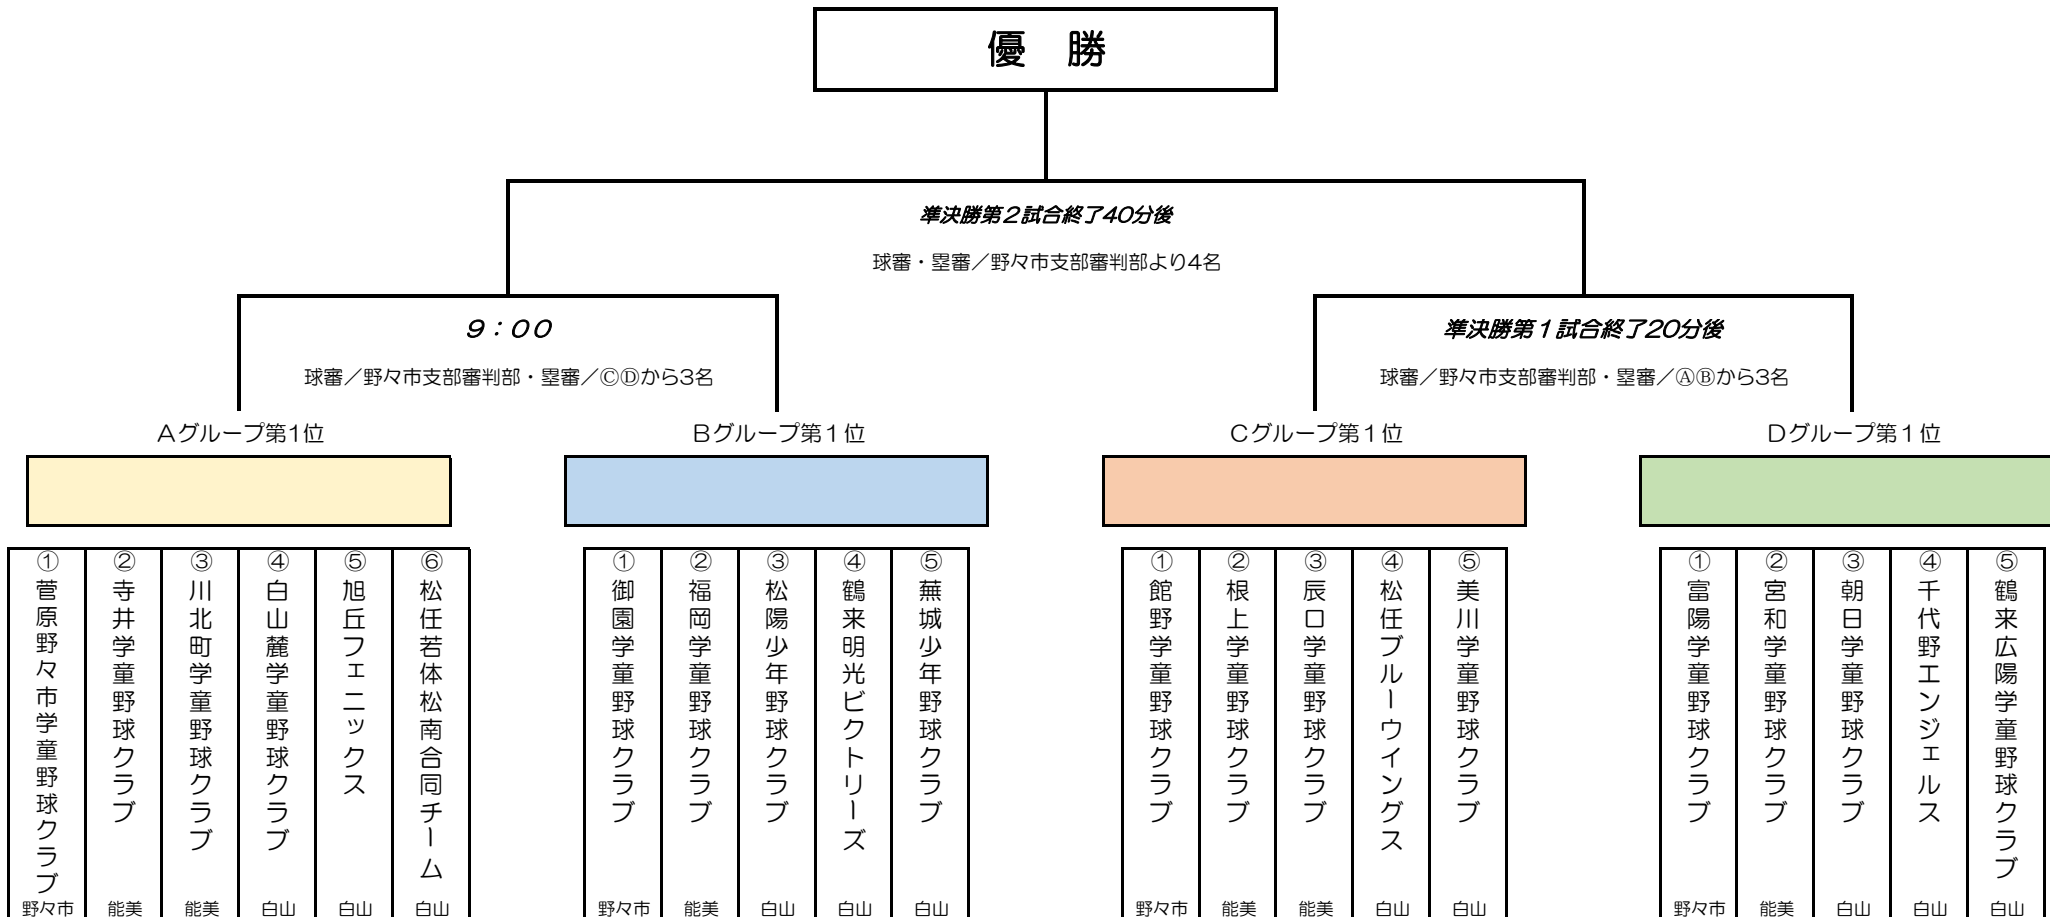 優 勝
準決勝第2試合終了40分後
球審・塁審／野々市支部審判部より4名
9：00
球審／野々市支部審判部・塁審／ⒸⒹから3名
準決勝第1試合終了20分後
球審／野々市支部審判部・塁審／ⒶⒷから3名
Aグループ第1位
Bグループ第1位
Cグループ第1位
Dグループ第1位
①菅原野々市学童野球クラブ
野々市
②寺井学童野球クラブ
能美
③川北町学童野球クラブ
能美
④白山麓学童野球クラブ
白山
⑤旭丘フェニックス
白山
⑥松任若体松南合同チーム
白山
①御園学童野球クラブ
野々市
②福岡学童野球クラブ
能美
③松陽少年野球クラブ
白山
④鶴来明光ビクトリーズ
白山
⑤蕪城少年野球クラブ
白山
①館野学童野球クラブ
野々市
②根上学童野球クラブ
能美
③辰口学童野球クラブ
能美
④松任ブルーウイングス
白山
⑤美川学童野球クラブ
白山
①富陽学童野球クラブ
野々市
②宮和学童野球クラブ
能美
③朝日学童野球クラブ
白山
④千代野エンジェルス
白山
⑤鶴来広陽学童野球クラブ
白山